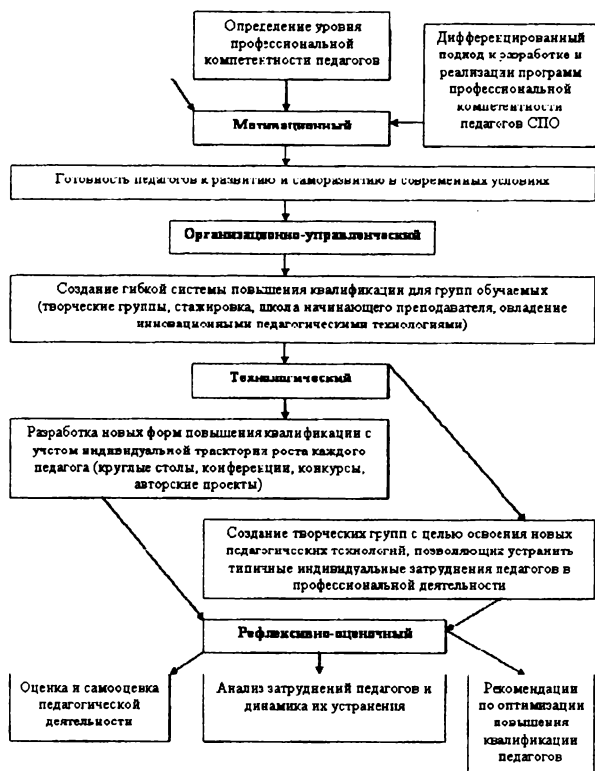 Определение уровня
профессиональной
компетентности педагогов
Дифференцированный
подход к разработке и
реализации программ
профессиональной
компетентности
педагогов СПО
Мотивационный
Готовность педагогов к развитию и саморазвитию в современных условиях
Организационно-управленческий
Создание гибкой системы повышения квалификации для групп обучаемых
(творческие группы, стажировка, школа начинающего преподавателя, овладение
инновационными педагогическими технологиями)
Технологический
Разработка новых форм повышения квалификации с
учетом индивидуальной траектории роста каждого
педагога (круглые столы, конференции, конкурсы,
авторские проекты)
Создание творческих групп с целью освоения новых
педагогических технологий, позволяющих устранить
типичные индивидуальные затруднения педагогов в
профессиональной деятельности
Рефлексивно-оценочный
Оценка и самооценка
педагогической
деятельности
Анализ затруднений педагогов и
динамика их устранения
Рекомендации
по оптимизации
повышения
квалификации
педагогов